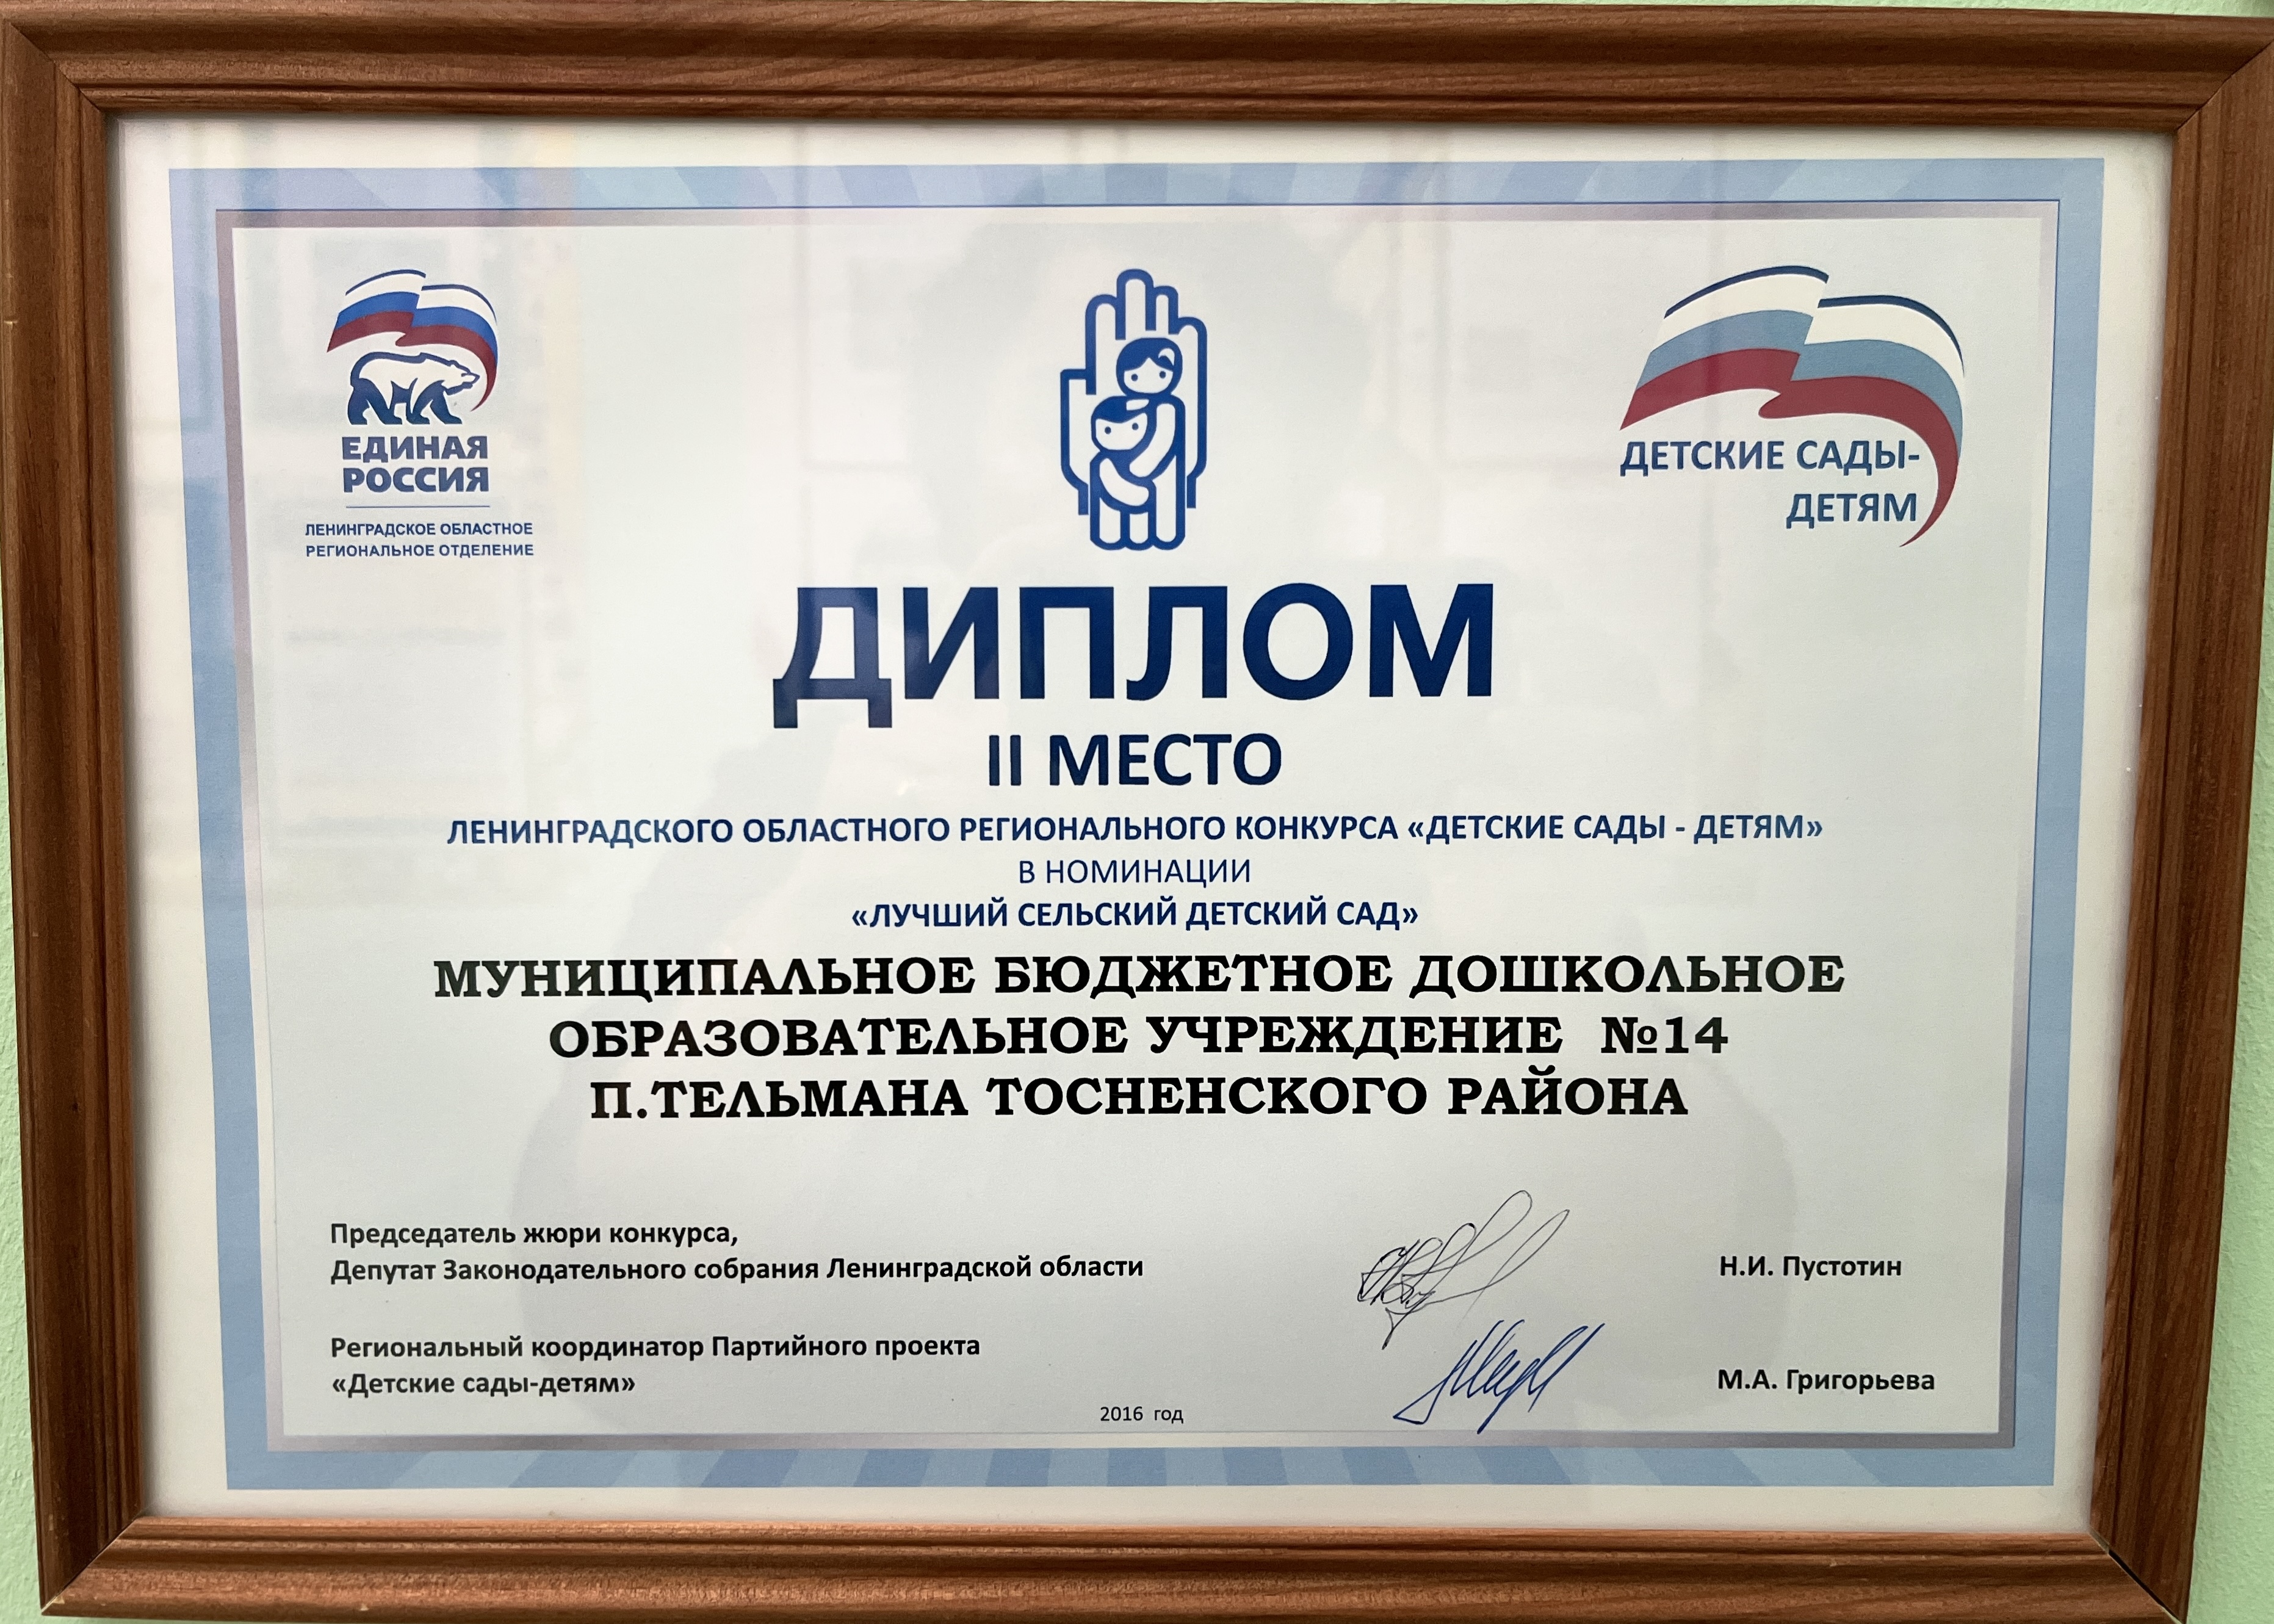 ЕДИНАЯ
РОССИЯ
ЛЕНИНГРАДСКОЕ ОБЛАСТНОЕ
РЕГИОНАЛЬНОЕ ОТДЕЛЕНИЕ
ДЕТСКИЕ САДЫ-
ДЕТЯМ
ДИПЛОМ
II МЕСТО
ЛЕНИНГРАДСКОГО ОБЛАСТНОГО РЕГИОНАЛЬНОГО КОНКУРСА «ДЕТСКИЕ САДЫ - ДЕТЯМ»
В НОМИНАЦИИ
«ЛУЧШИЙ СЕЛЬСКИЙ ДЕТСКИЙ САД»
МУНИЦИПАЛЬНОЕ БЮДЖЕТНОЕ ДОШКОЛЬНОЕ
ОБРАЗОВАТЕЛЬНОЕ УЧРЕЖДЕНИЕ №14
П.ТЕЛЬМАНА ТОСНЕНСКОГО РАЙОНА
Председатель жюри конкурса,
Депутат Законодательного собрания Ленинградской области
Н.И. Пустотин
Региональный координатор Партийного проекта
«Детские сады-детям»
М.А. Григорьева
2016 год